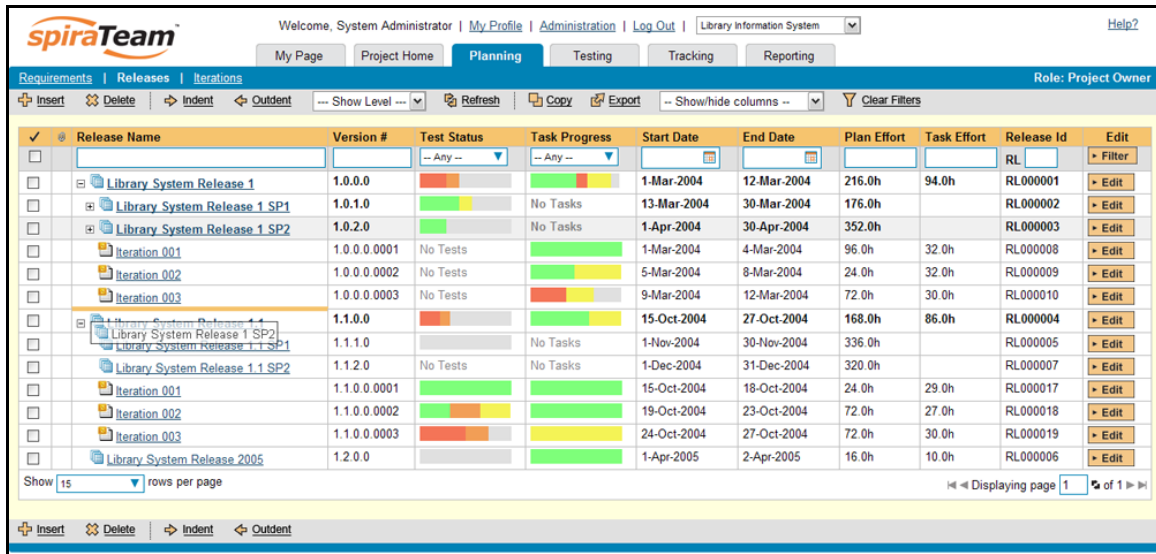 spiraTeam
Welcome, System Administrator | My Profile | Administration | Log Out | Library Information System Help?
My Page Project Home Planning Testing Tracking Reporting
Requirements | Releases | Iterations Role: Project Owner
Insert Delete Indent Outdent --- Show Level --- Refresh Copy Export -- Show/hide columns -- Clear Filters
Release Name Version # Test Status Task Progress Start Date End Date Plan Effort Task Effort Release Id Edit
-- Any -- -- Any -- RL Filter
Library System Release 1 1.0.0.0 1-Mar-2004 12-Mar-2004 216.0h 94.0h RL000001 Edit
Library System Release 1 SP1 1.0.1.0 No Tasks 13-Mar-2004 30-Mar-2004 176.0h RL000002 Edit
Library System Release 1 SP2 1.0.2.0 No Tasks 1-Apr-2004 30-Apr-2004 352.0h RL000003 Edit
Iteration 001 1.0.0.0.0001 No Tests 1-Mar-2004 4-Mar-2004 96.0h 32.0h RL000008 Edit
Iteration 002 1.0.0.0.0002 No Tests 5-Mar-2004 8-Mar-2004 24.0h 32.0h RL000009 Edit
Iteration 003 1.0.0.0.0003 No Tests 9-Mar-2004 12-Mar-2004 72.0h 30.0h RL000010 Edit
Library System Release 1.1 1.1.0.0 15-Oct-2004 27-Oct-2004 168.0h 86.0h RL000004 Edit
Library System Release 1 SP2
Library System Release 1.1 SP1 1.1.1.0 No Tasks 1-Nov-2004 30-Nov-2004 336.0h RL000005 Edit
Library System Release 1.1 SP2 1.1.2.0 No Tests No Tasks 1-Dec-2004 31-Dec-2004 320.0h RL000007 Edit
Iteration 001 1.1.0.0.0001 15-Oct-2004 18-Oct-2004 24.0h 29.0h RL000017 Edit
Iteration 002 1.1.0.0.0002 19-Oct-2004 23-Oct-2004 72.0h 27.0h RL000018 Edit
Iteration 003 1.1.0.0.0003 24-Oct-2004 27-Oct-2004 72.0h 30.0h RL000019 Edit
Library System Release 2005 1.2.0.0 1-Apr-2005 2-Apr-2005 16.0h 10.0h RL000006 Edit
Show 15 rows per page Displaying page 1 of 1
Insert Delete Indent Outdent